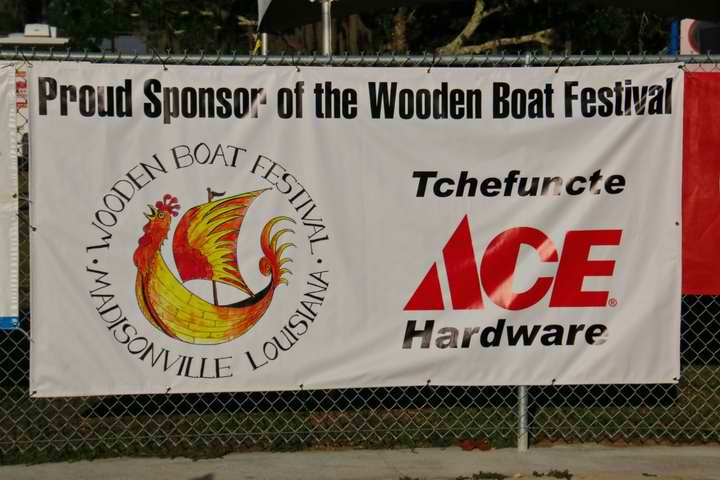 Proud Sponsor of the Wooden Boat Festival
• WOODEN BOAT FESTIVAL •
MADISONVILLE LOUISIANA
Tchefuncte
ACE®
Hardware